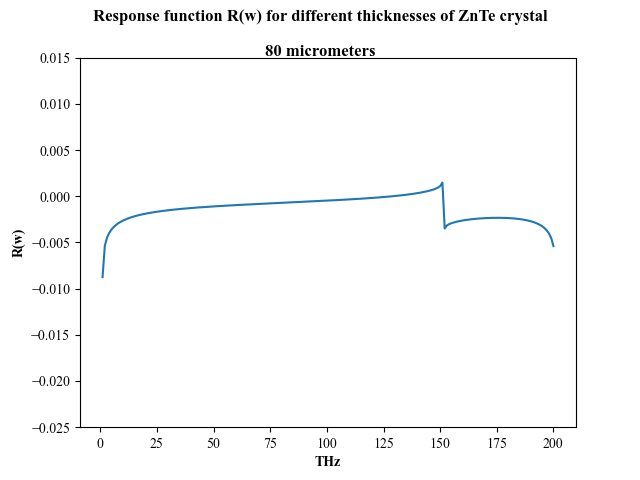 Response function R(w) for different thicknesses of ZnTe crystal
80 micrometers
0.015
0.010
0.005
0.000
−0.005
−0.010
−0.015
−0.020
−0.025
R(w)
0 25 50 75 100 125 150 175 200
THz